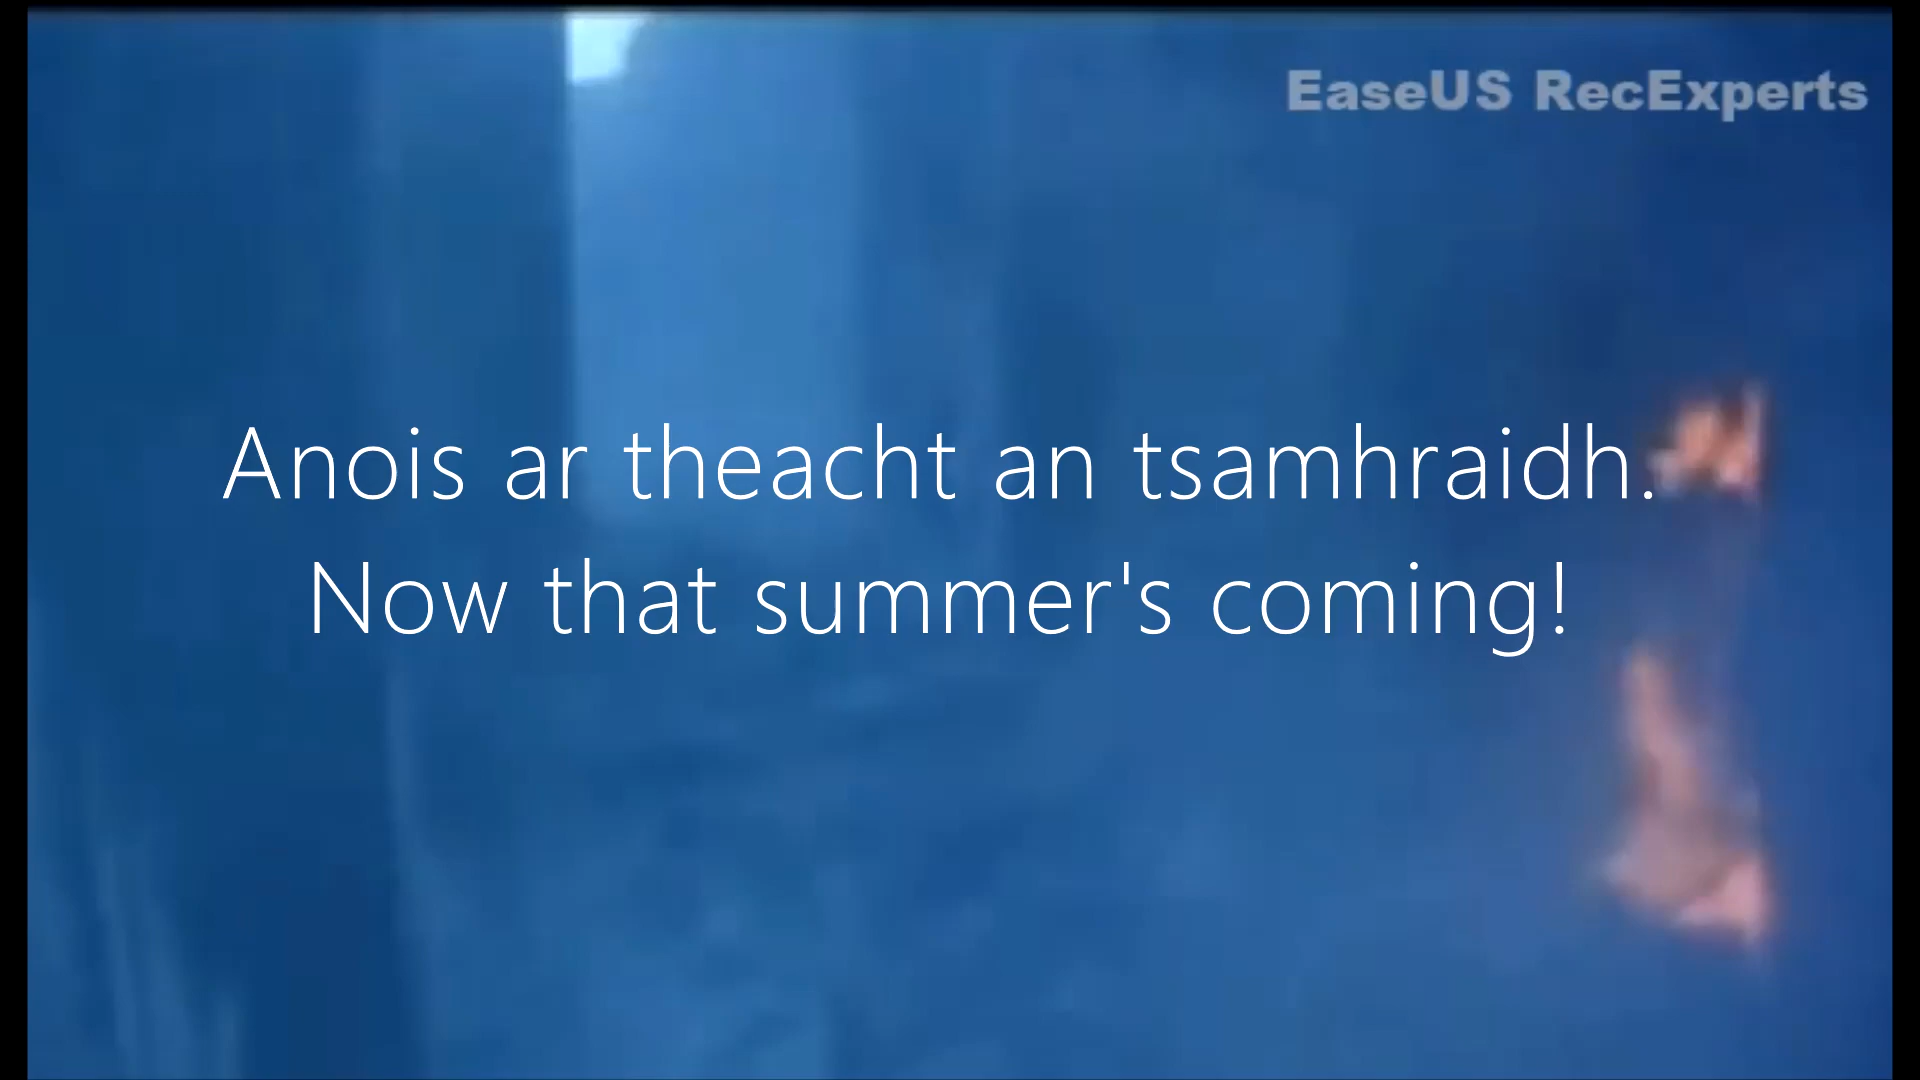 EaseUS RecExperts
Anois ar theacht an tsamhraidh.
Now that summer's coming!